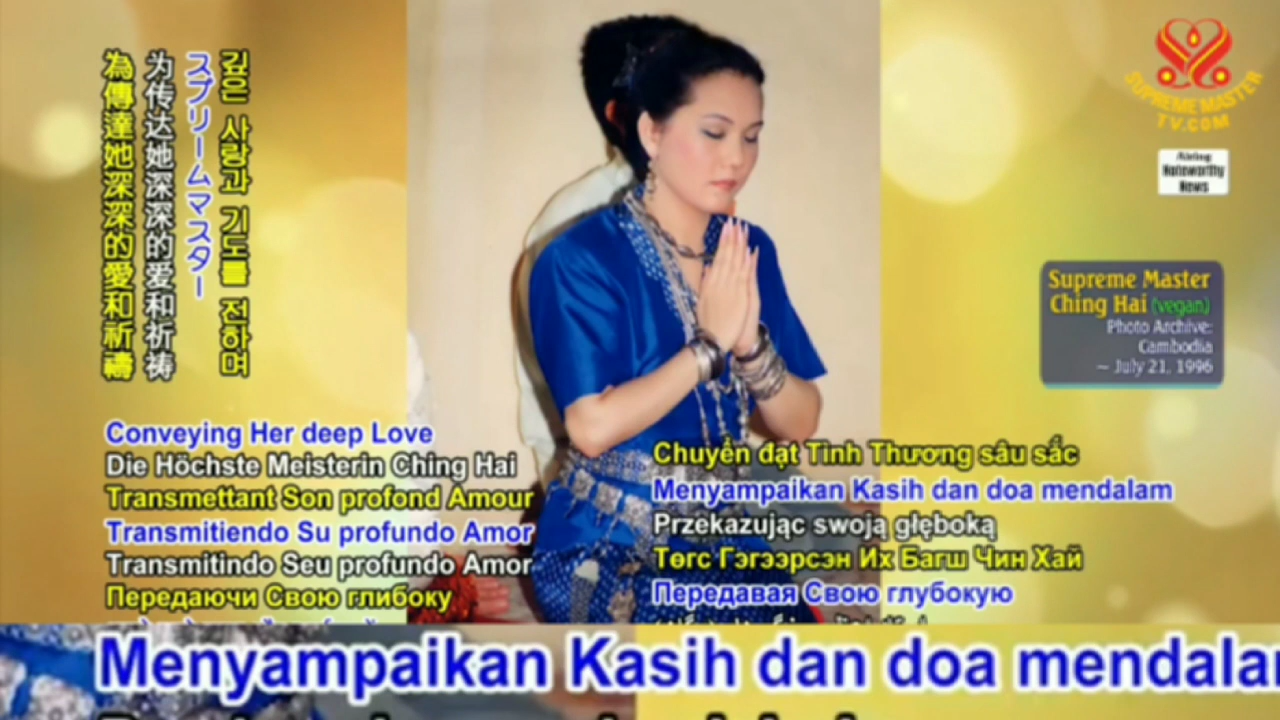 為傳達她深深的愛和祈禱
为传达她深深的爱和祈祷
スプリームマスター
깊은 사랑과 기도를 전하며
SUPREME MASTER
TV.COM
Airing
Noteworthy
News
Supreme Master
Ching Hai (vegan)
Photo Archive:
Cambodia
~ July 21, 1996
Conveying Her deep Love
Die Höchste Meisterin Ching Hai
Transmettant Son profond Amour
Transmitiendo Su profundo Amor
Transmitindo Seu profundo Amor
Передаючи Свою глибоку
Chuyển đạt Tình Thương sâu sắc
Menyampaikan Kasih dan doa mendalam
Przekazując swoją głęboką
Төгс Гэгээрсэн Их Багш Чин Хай
Передавая Свою глубокую
Menyampaikan Kasih dan doa mendalam